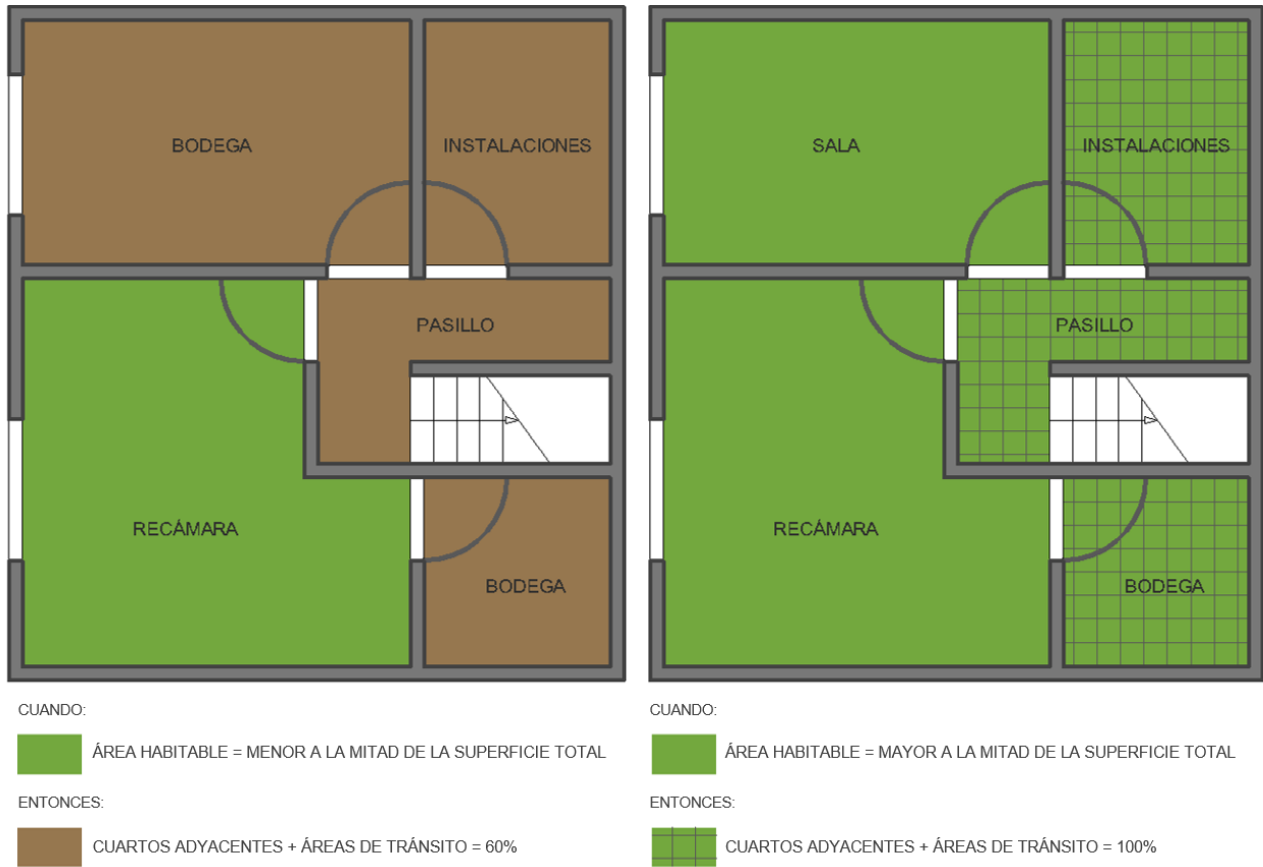 BODEGA
INSTALACIONES
PASILLO
RECÁMARA
BODEGA
CUANDO:
ÁREA HABITABLE = MENOR A LA MITAD DE LA SUPERFICIE TOTAL
ENTONCES:
CUARTOS ADYACENTES + ÁREAS DE TRÁNSITO = 60%
SALA
INSTALACIONES
PASILLO
RECÁMARA
BODEGA
CUANDO:
ÁREA HABITABLE = MAYOR A LA MITAD DE LA SUPERFICIE TOTAL
ENTONCES:
CUARTOS ADYACENTES + ÁREAS DE TRÁNSITO = 100%